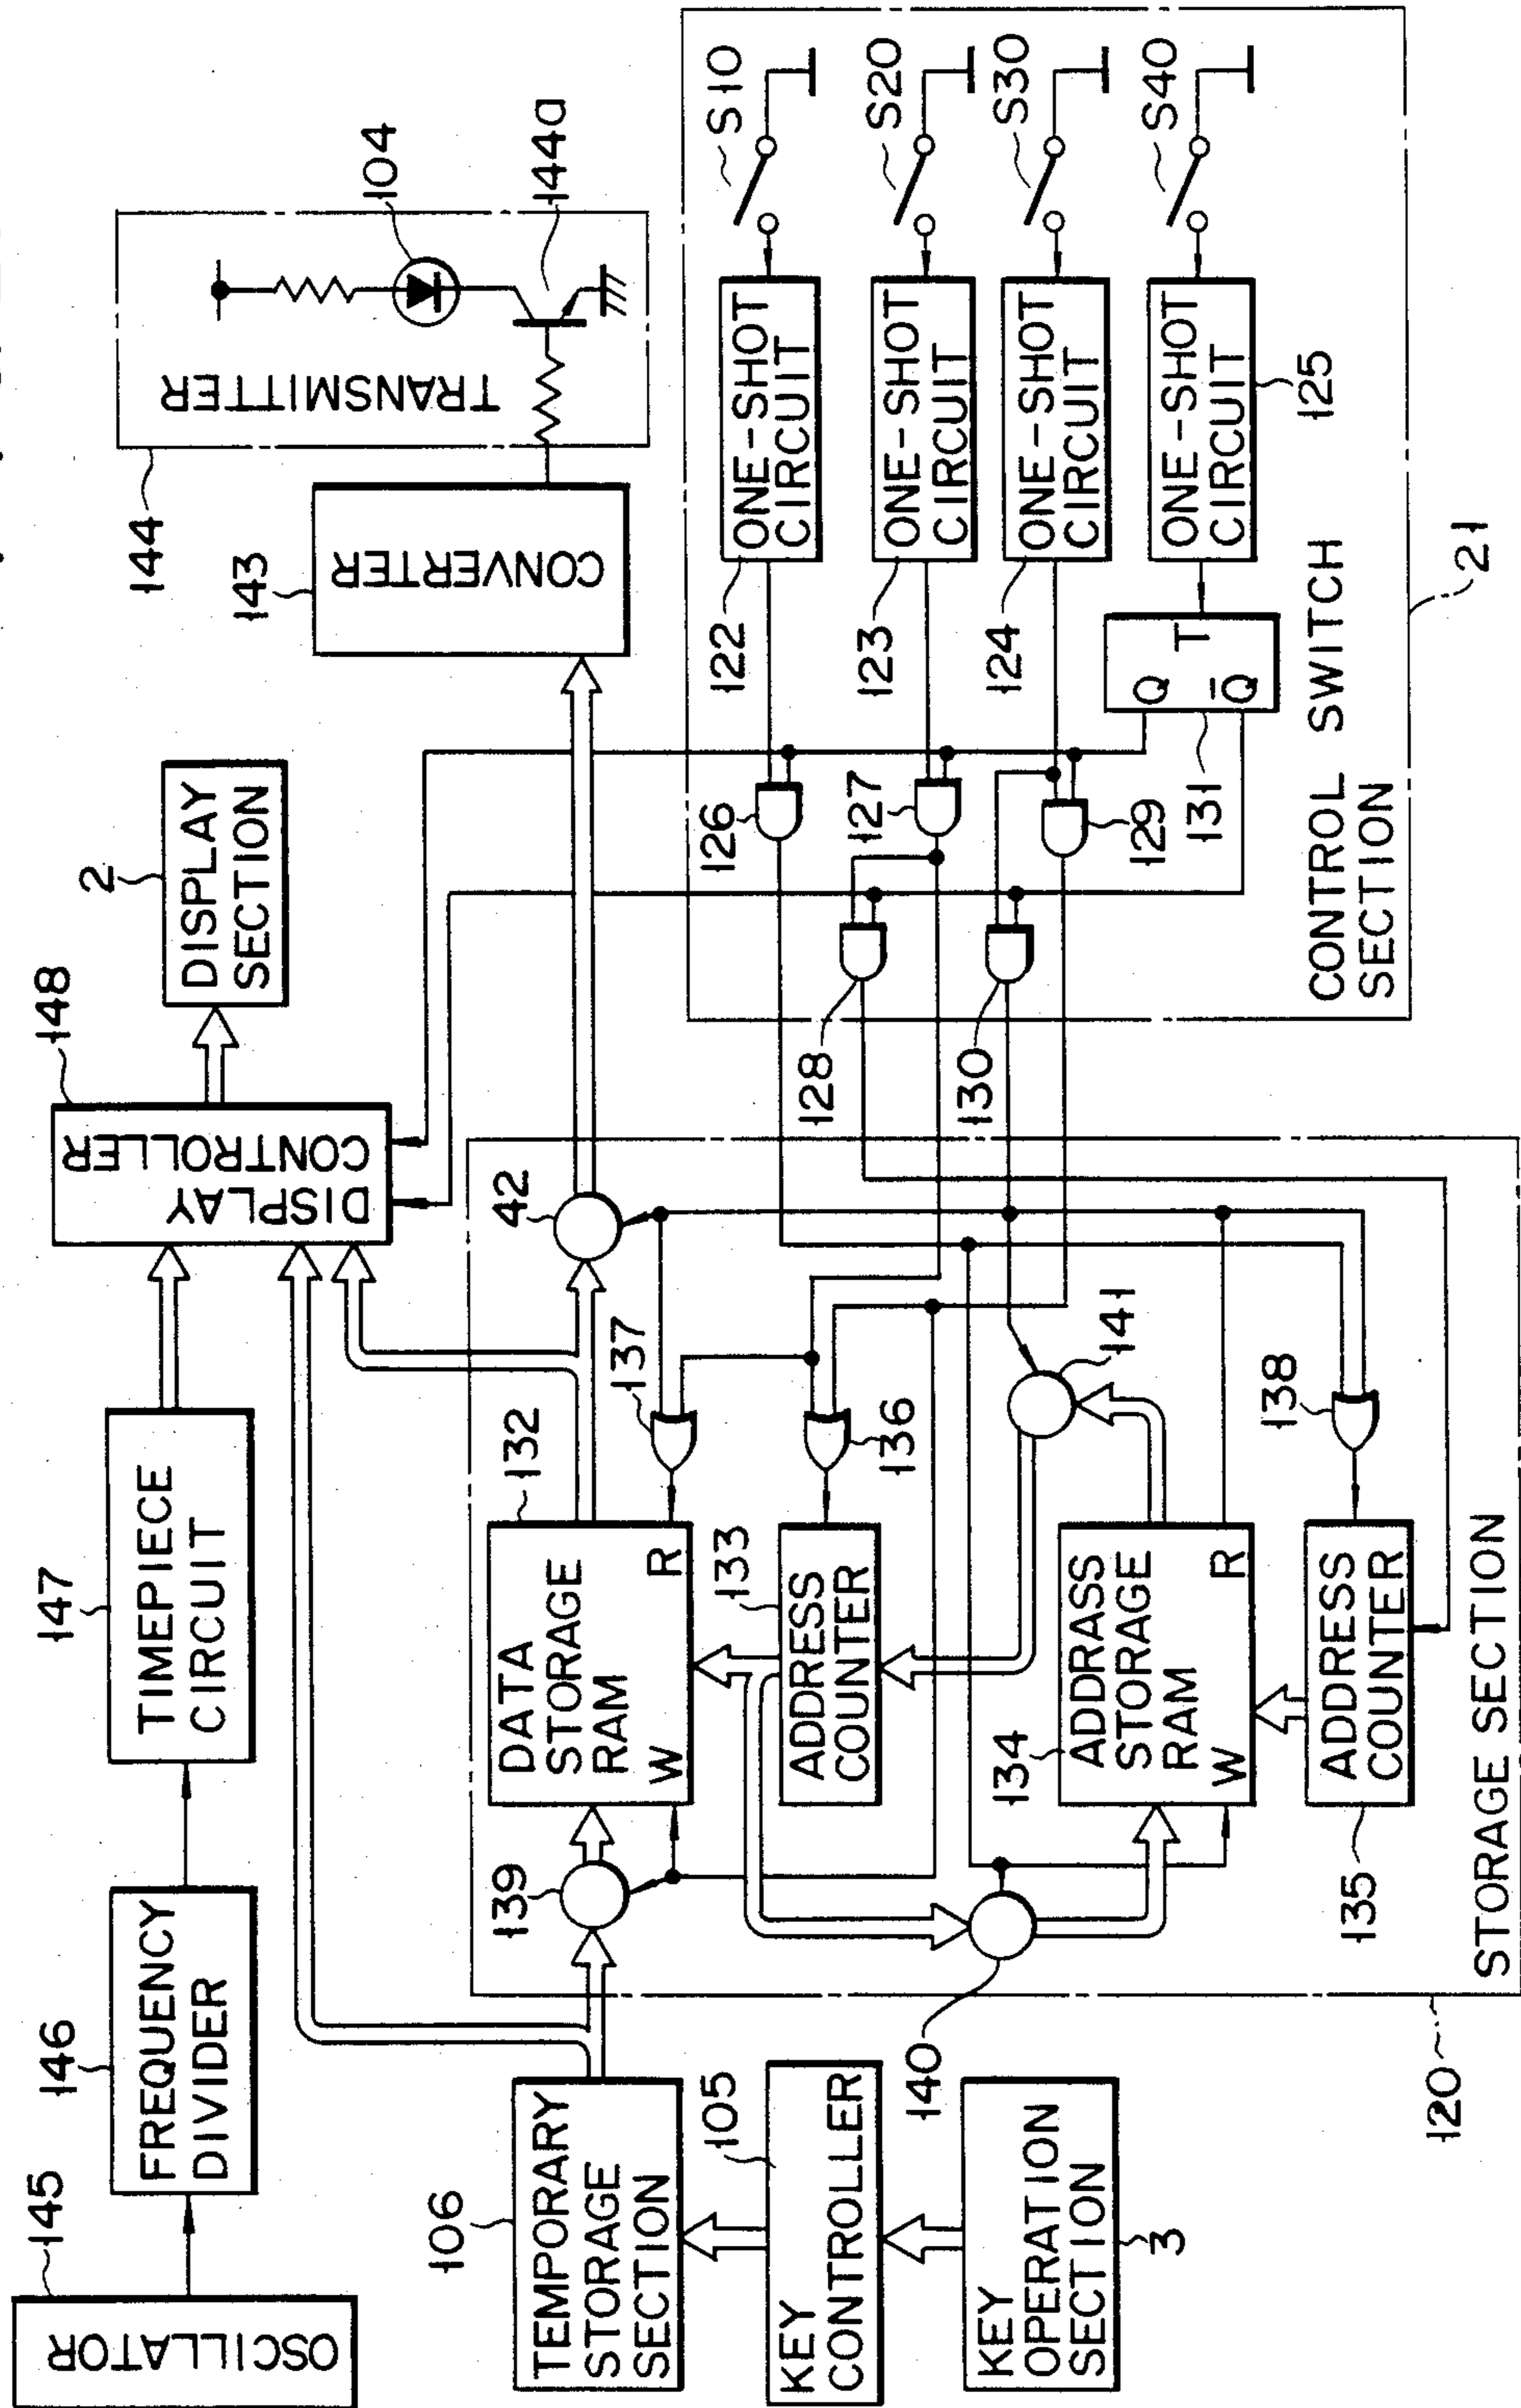 145
OSCILLATOR
146
FREQUENCY
DIVIDER
147
TIMEPIECE
CIRCUIT
148
DISPLAY
CONTROLLER
2
DISPLAY
SECTION
144
TRANSMITTER
104
144a
143
CONVERTER
106
TEMPORARY
STORAGE
SECTION
105
KEY
CONTROLLER
KEY
OPERATION
SECTION
3
139
132
DATA
STORAGE
RAM
W
R
137
42
133
ADDRESS
COUNTER
136
140
134
ADDRASS
STORAGE
RAM
W
R
141
135
ADDRESS
COUNTER
138
STORAGE SECTION
120
122
ONE-SHOT
CIRCUIT
S10
126
123
ONE-SHOT
CIRCUIT
S20
127
128
124
ONE-SHOT
CIRCUIT
S30
129
130
ONE-SHOT
CIRCUIT
125
S40
Q
T
Q̄
131
CONTROL SWITCH
SECTION
21